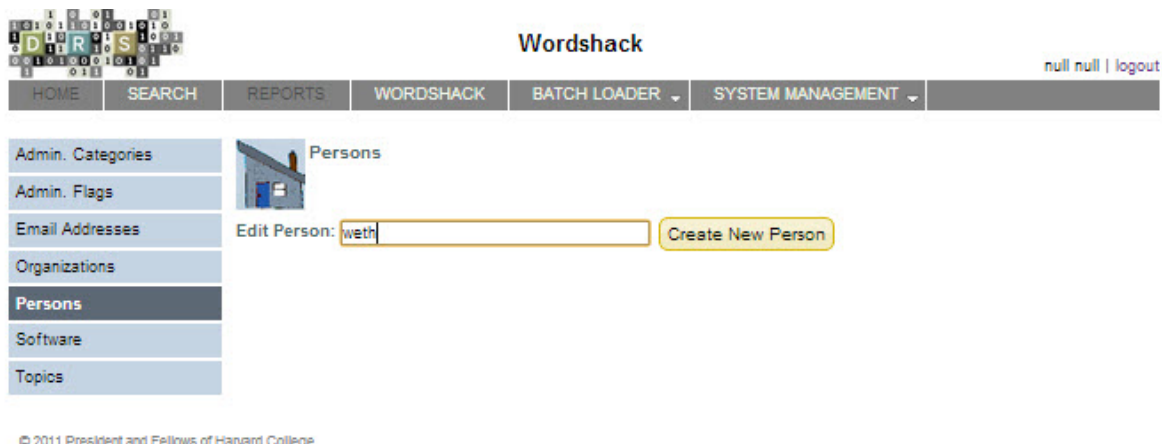 DRS
Wordshack
null null | logout
HOME SEARCH REPORTS WORDSHACK BATCH LOADER SYSTEM MANAGEMENT
Admin. Categories
Persons
Admin. Flags
Email Addresses
Edit Person: weth Create New Person
Organizations
Persons
Software
Topics
© 2011 President and Fellows of Harvard College